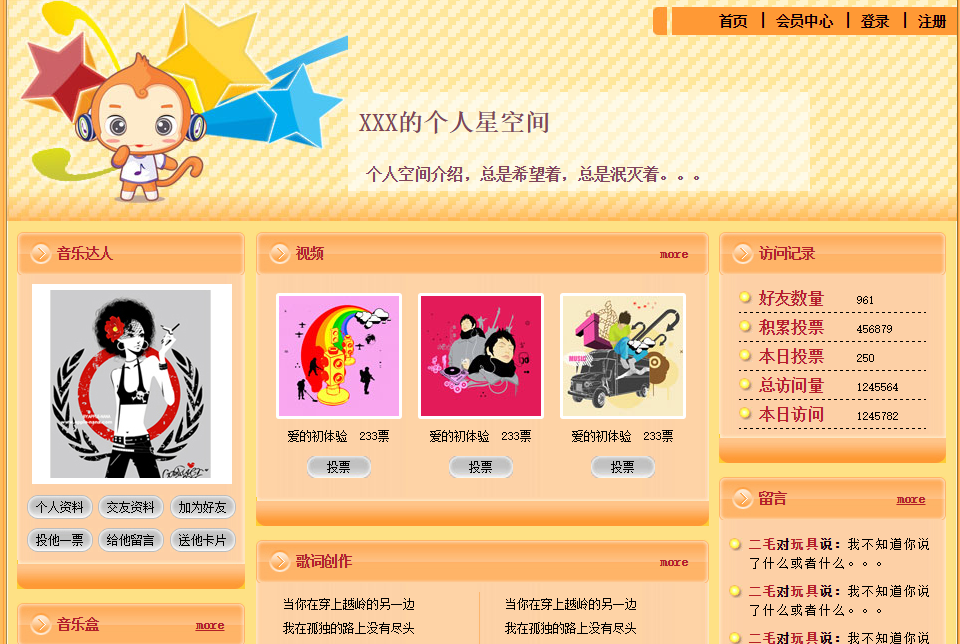 首页 | 会员中心 | 登录 | 注册
XXX的个人星空间
个人空间介绍，总是希望着，总是泯灭着。。。
音乐达人
个人资料 交友资料 加为好友
投他一票 给他留言 送他卡片
音乐盒 more
视频 more
MUSIC
爱的初体验 233票 爱的初体验 233票 爱的初体验 233票
投票 投票 投票
歌词创作 more
当你在穿上越岭的另一边 当你在穿上越岭的另一边
我在孤独的路上没有尽头 我在孤独的路上没有尽头
访问记录
好友数量 961
积累投票 456879
本日投票 250
总访问量 1245564
本日访问 1245782
留言 more
二毛对玩具说：我不知道你说
了什么或者什么。。。
二毛对玩具说：我不知道你说
了什么或者什么。。。
二毛对玩具说：我不知道你说